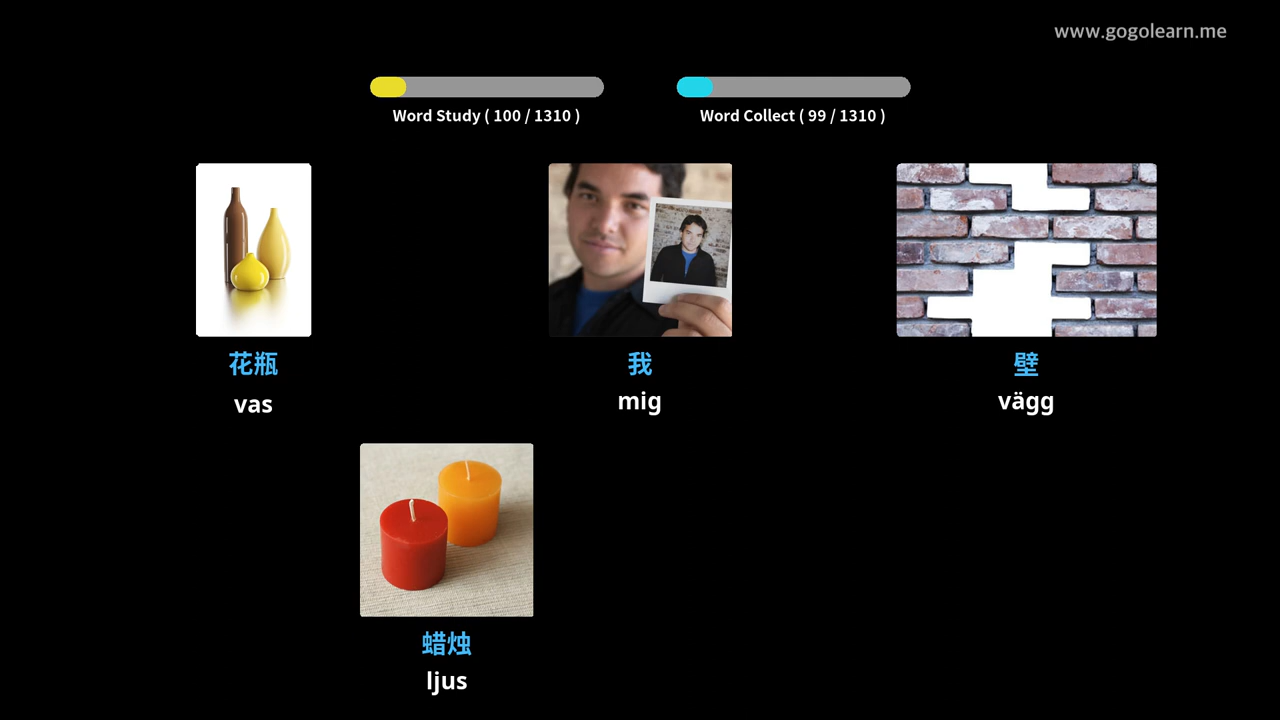 www.gogolearn.me
Word Study ( 100 / 1310 )
Word Collect ( 99 / 1310 )
花瓶
vas
我
mig
壁
vägg
蜡烛
ljus